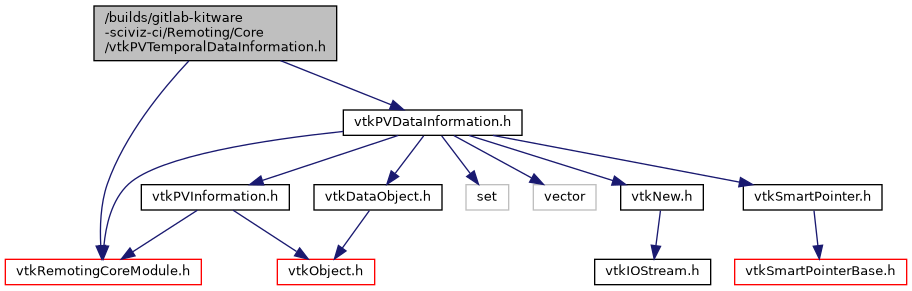 /builds/gitlab-kitware
-sciviz-ci/Remoting/Core
/vtkPVTemporalDataInformation.h
vtkPVDataInformation.h
vtkPVInformation.h
vtkDataObject.h
set
vector
vtkNew.h
vtkSmartPointer.h
vtkRemotingCoreModule.h
vtkObject.h
vtkIOStream.h
vtkSmartPointerBase.h